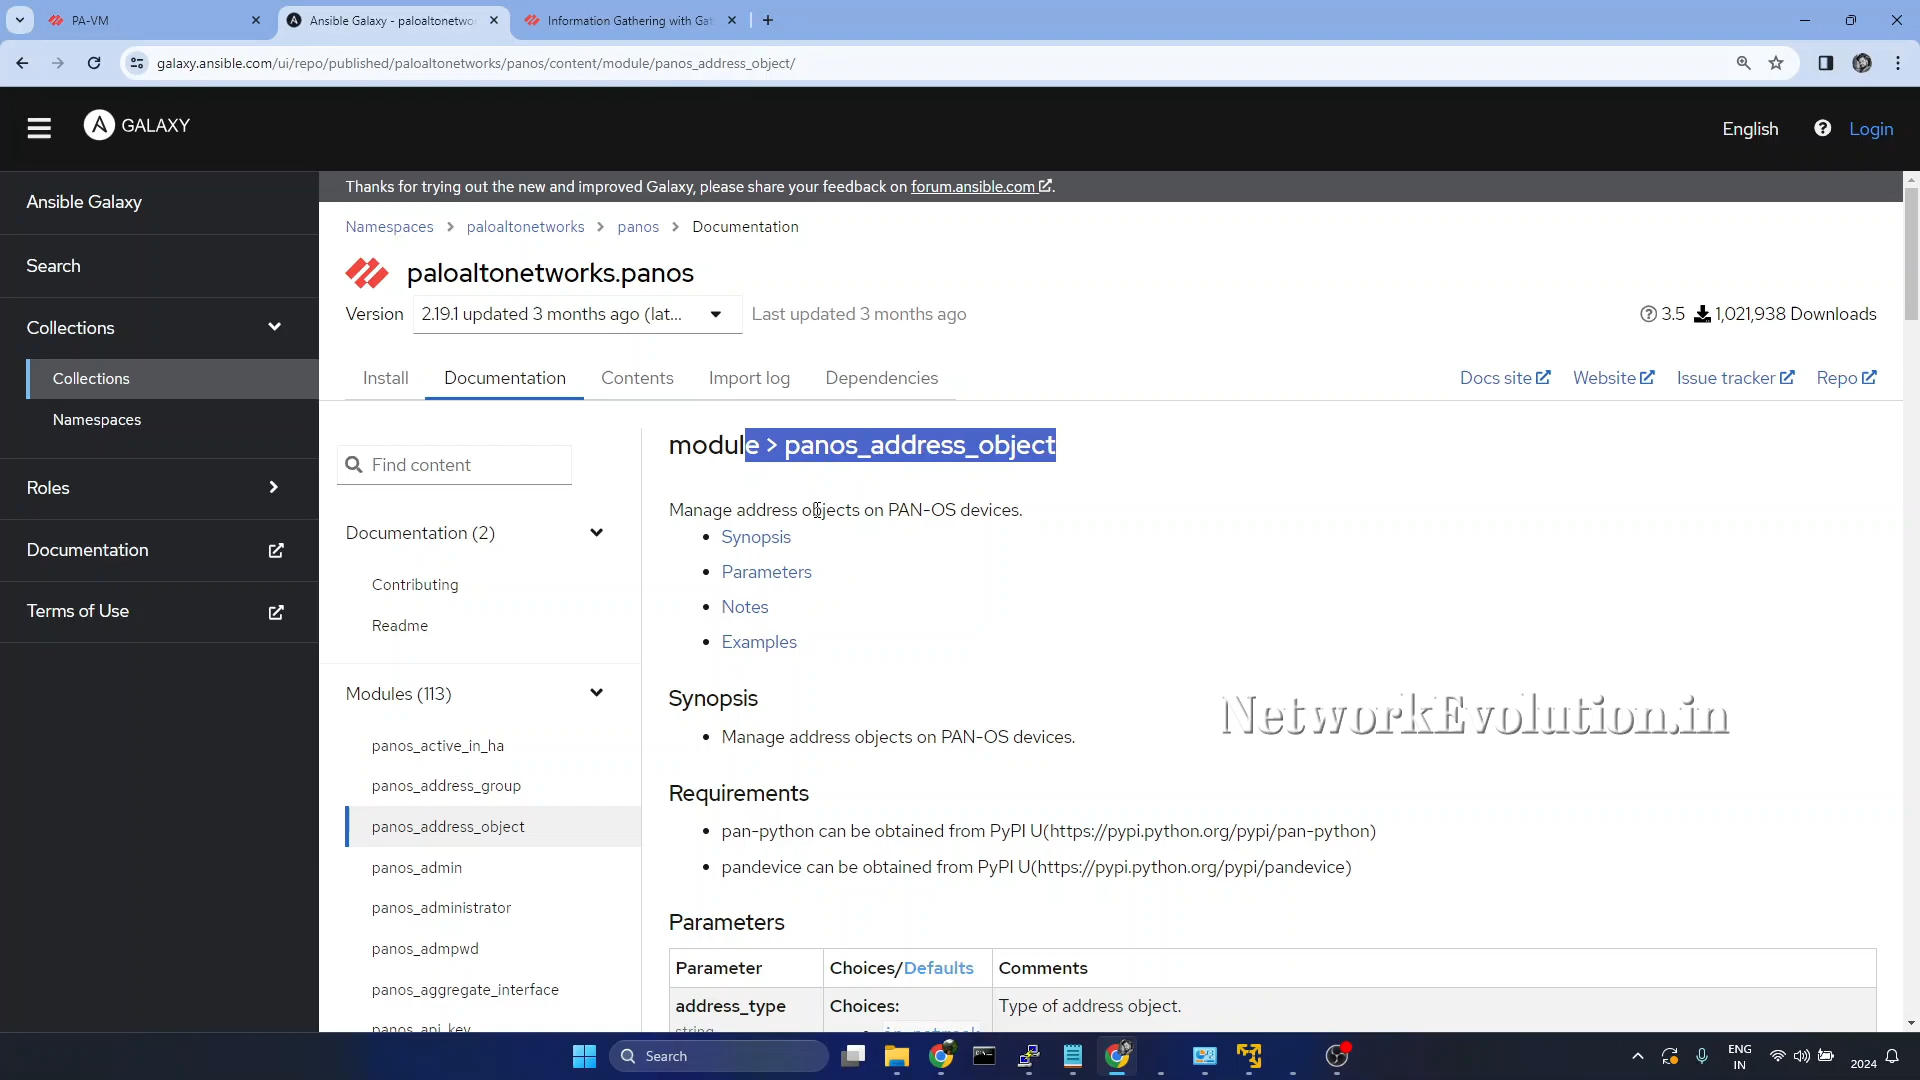 PA-VM
Ansible Galaxy - paloaltonetwo
Information Gathering with Gat
galaxy.ansible.com/ui/repo/published/paloaltonetworks/panos/content/module/panos_address_object/
GALAXY
English
Login
Ansible Galaxy
Search
Collections
Collections
Namespaces
Roles
Documentation
Terms of Use
Thanks for trying out the new and improved Galaxy, please share your feedback on forum.ansible.com.
Namespaces > paloaltonetworks > panos > Documentation
paloaltonetworks.panos
Version 2.19.1 updated 3 months ago (lat... Last updated 3 months ago
3.5 1,021,938 Downloads
Install Documentation Contents Import log Dependencies
Docs site Website Issue tracker Repo
Find content
Documentation (2)
Contributing
Readme
Modules (113)
panos_active_in_ha
panos_address_group
panos_address_object
panos_admin
panos_administrator
panos_admpwd
panos_aggregate_interface
panos_api_key
module > panos_address_object
Manage address objects on PAN-OS devices.
• Synopsis
• Parameters
• Notes
• Examples
Synopsis
• Manage address objects on PAN-OS devices.
Requirements
• pan-python can be obtained from PyPI U(https://pypi.python.org/pypi/pan-python)
• pandevice can be obtained from PyPI U(https://pypi.python.org/pypi/pandevice)
Parameters
Parameter Choices/Defaults Comments
address_type Choices: Type of address object.
string
NetworkEvolution.in
Search
ENG
IN
2024